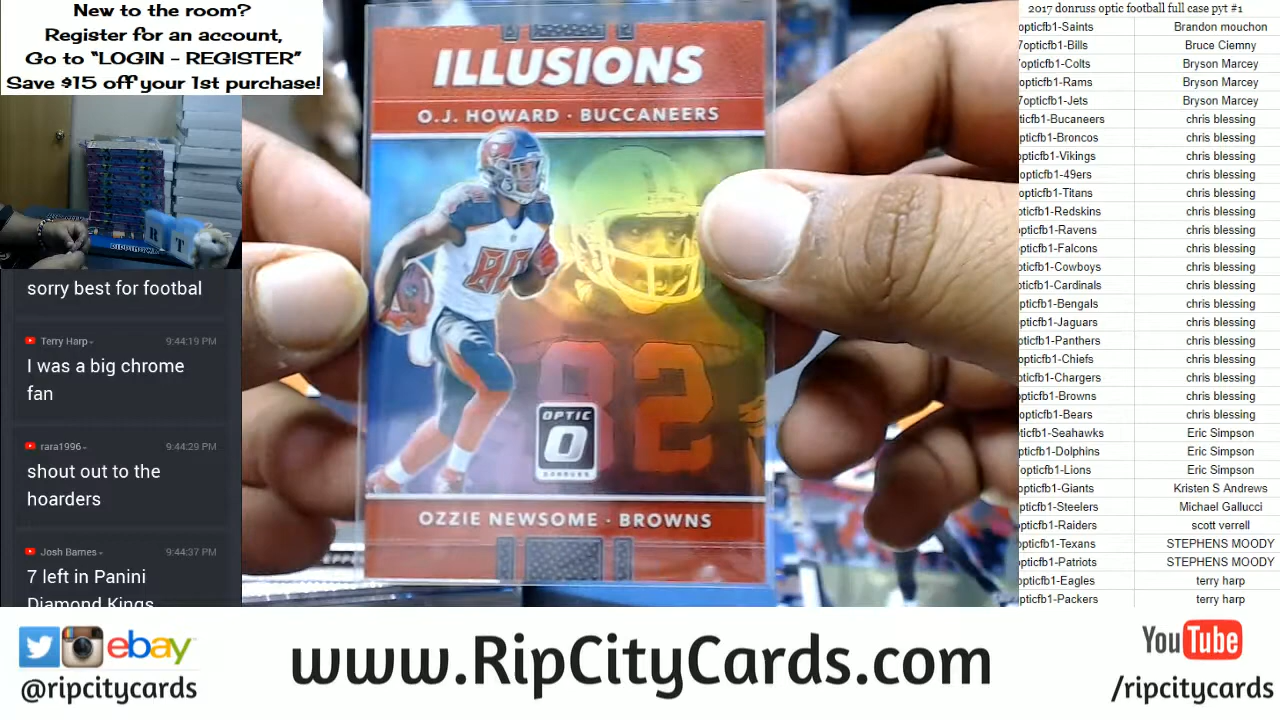 New to the room?
Register for an account,
Go to “LOGIN - REGISTER”
Save $15 off your 1st purchase!
R T
sorry best for footbal
Terry Harp 9:44:19 PM
I was a big chrome
fan
rara1996 9:44:29 PM
shout out to the
hoarders
Josh Barnes 9:44:37 PM
7 left in Panini
Diamond Kings
ILLUSIONS
O.J. HOWARD · BUCCANEERS
80
82
OPTIC
O
DONRUSS
OZZIE NEWSOME · BROWNS
2017 donruss optic football full case pyt #1
opticfb1-Saints Brandon mouchon
7opticfb1-Bills Bruce Ciemny
7opticfb1-Colts Bryson Marcey
opticfb1-Rams Bryson Marcey
7opticfb1-Jets Bryson Marcey
opticfb1-Bucaneers chris blessing
opticfb1-Broncos chris blessing
opticfb1-Vikings chris blessing
opticfb1-49ers chris blessing
opticfb1-Titans chris blessing
opticfb1-Redskins chris blessing
opticfb1-Ravens chris blessing
opticfb1-Falcons chris blessing
opticfb1-Cowboys chris blessing
opticfb1-Cardinals chris blessing
opticfb1-Bengals chris blessing
opticfb1-Jaguars chris blessing
opticfb1-Panthers chris blessing
opticfb1-Chiefs chris blessing
opticfb1-Chargers chris blessing
opticfb1-Browns chris blessing
opticfb1-Bears chris blessing
opticfb1-Seahawks Eric Simpson
opticfb1-Dolphins Eric Simpson
7opticfb1-Lions Eric Simpson
opticfb1-Giants Kristen S Andrews
opticfb1-Steelers Michael Gallucci
opticfb1-Raiders scott verrell
opticfb1-Texans STEPHENS MOODY
opticfb1-Patriots STEPHENS MOODY
opticfb1-Eagles terry harp
opticfb1-Packers terry harp
ebay
@ripcitycards
www.RipCityCards.com
YouTube
/ripcitycards